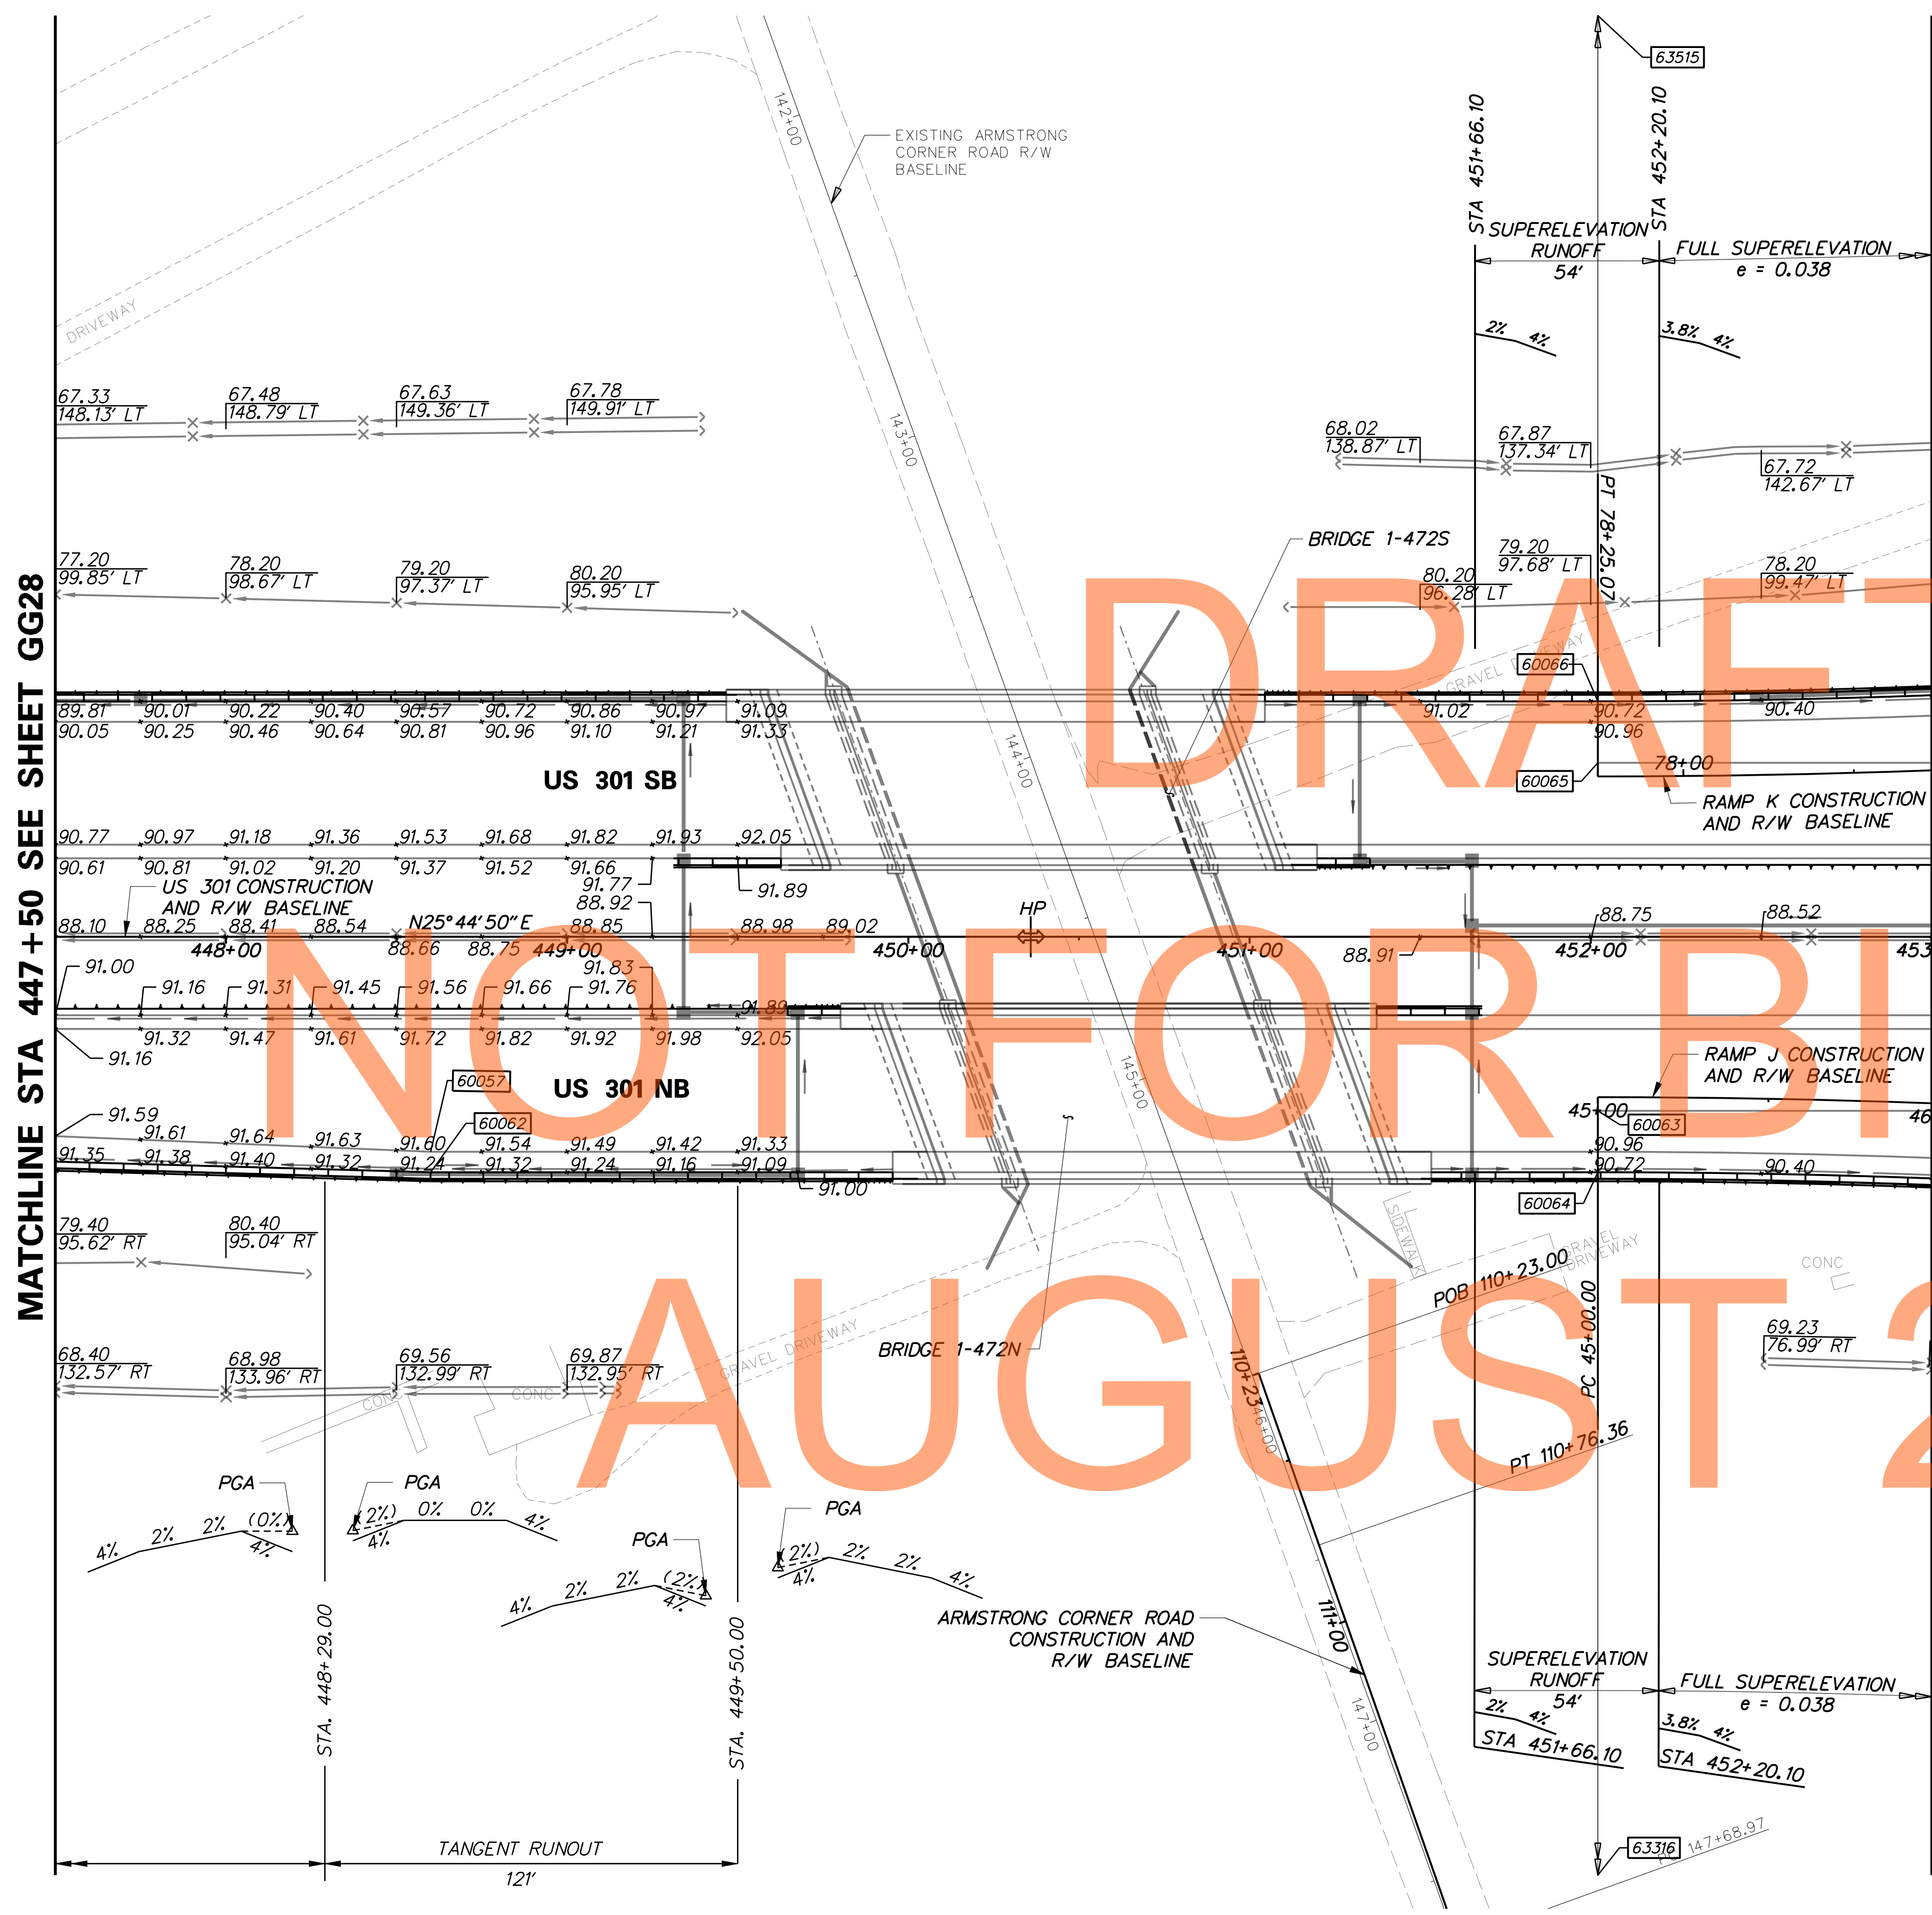 MATCHLINE STA 447+50 SEE SHEET GG28
63515
142+00
EXISTING ARMSTRONG
CORNER ROAD R/W
BASELINE
STA 451+66.10
STA 452+20.10
SUPERELEVATION
RUNOFF
54'
FULL SUPERELEVATION
e = 0.038
DRIVEWAY
2% 4%
3.8% 4%
67.33
148.13' LT
67.48
148.79' LT
67.63
149.36' LT
67.78
149.91' LT
143+00
68.02
138.87' LT
67.87
137.34' LT
67.72
142.67' LT
PT 78+25.07
BRIDGE 1-472S
77.20
99.85' LT
78.20
98.67' LT
79.20
97.37' LT
80.20
95.95' LT
80.20
96.28' LT
79.20
97.68' LT
78.20
99.47' LT
DRAFT
GRAVEL DRIVEWAY
60066
89.81 90.01 90.22 90.40 90.57 90.72 90.86 90.97 91.09
91.02 90.72 90.40
90.05 90.25 90.46 90.64 90.81 90.96 91.10 91.21 91.33
90.96
144+00
US 301 SB
60065
78+00
RAMP K CONSTRUCTION
AND R/W BASELINE
90.77 90.97 91.18 91.36 91.53 91.68 91.82 91.93 92.05
90.61 90.81 91.02 91.20 91.37 91.52 91.66
91.77
91.89
US 301 CONSTRUCTION
AND R/W BASELINE
N25°44'50" E
88.92
HP
88.10 88.25 88.41 88.54 88.85 88.98 89.02
88.75 88.52
448+00 88.66 88.75 449+00 450+00 451+00 88.91 452+00 453
NOT FOR BI
91.00
91.83
91.16 91.31 91.45 91.56 91.66 91.76
91.89
91.32 91.47 91.61 91.72 91.82 91.92 91.98 92.05
91.16
145+00
RAMP J CONSTRUCTION
AND R/W BASELINE
60057
US 301 NB
60062
45+00
60063
46
91.59
91.61 91.64 91.63 91.60 91.54 91.49 91.42 91.33
90.96
91.35 91.38 91.40 91.32 91.24 91.32 91.24 91.16 91.09
90.72 90.40
91.00
60064
SIDEWALK
GRAVEL
DRIVEWAY
79.40
95.62' RT
80.40
95.04' RT
POB 110+23.00
CONC
PC 45+00.00
AUGUST 2
68.40
132.57' RT
68.98
133.96' RT
69.56
132.99' RT
69.87
132.95' RT
69.23
76.99' RT
CONC
CONC
GRAVEL DRIVEWAY
BRIDGE 1-472N
110+23
146+00
PT 110+76.36
PGA
4% 2% 2% (0%)
4%
PGA
(2%) 0% 0% 4%
4%
PGA
4% 2% 2% (2%)
4%
PGA
(2%) 2% 2% 4%
4%
ARMSTRONG CORNER ROAD
CONSTRUCTION AND
R/W BASELINE
111+00
147+00
STA. 448+29.00
STA. 449+50.00
SUPERELEVATION
RUNOFF
54'
FULL SUPERELEVATION
e = 0.038
2% 4%
3.8% 4%
STA 451+66.10
STA 452+20.10
TANGENT RUNOUT
121'
63316
PC 147+68.97